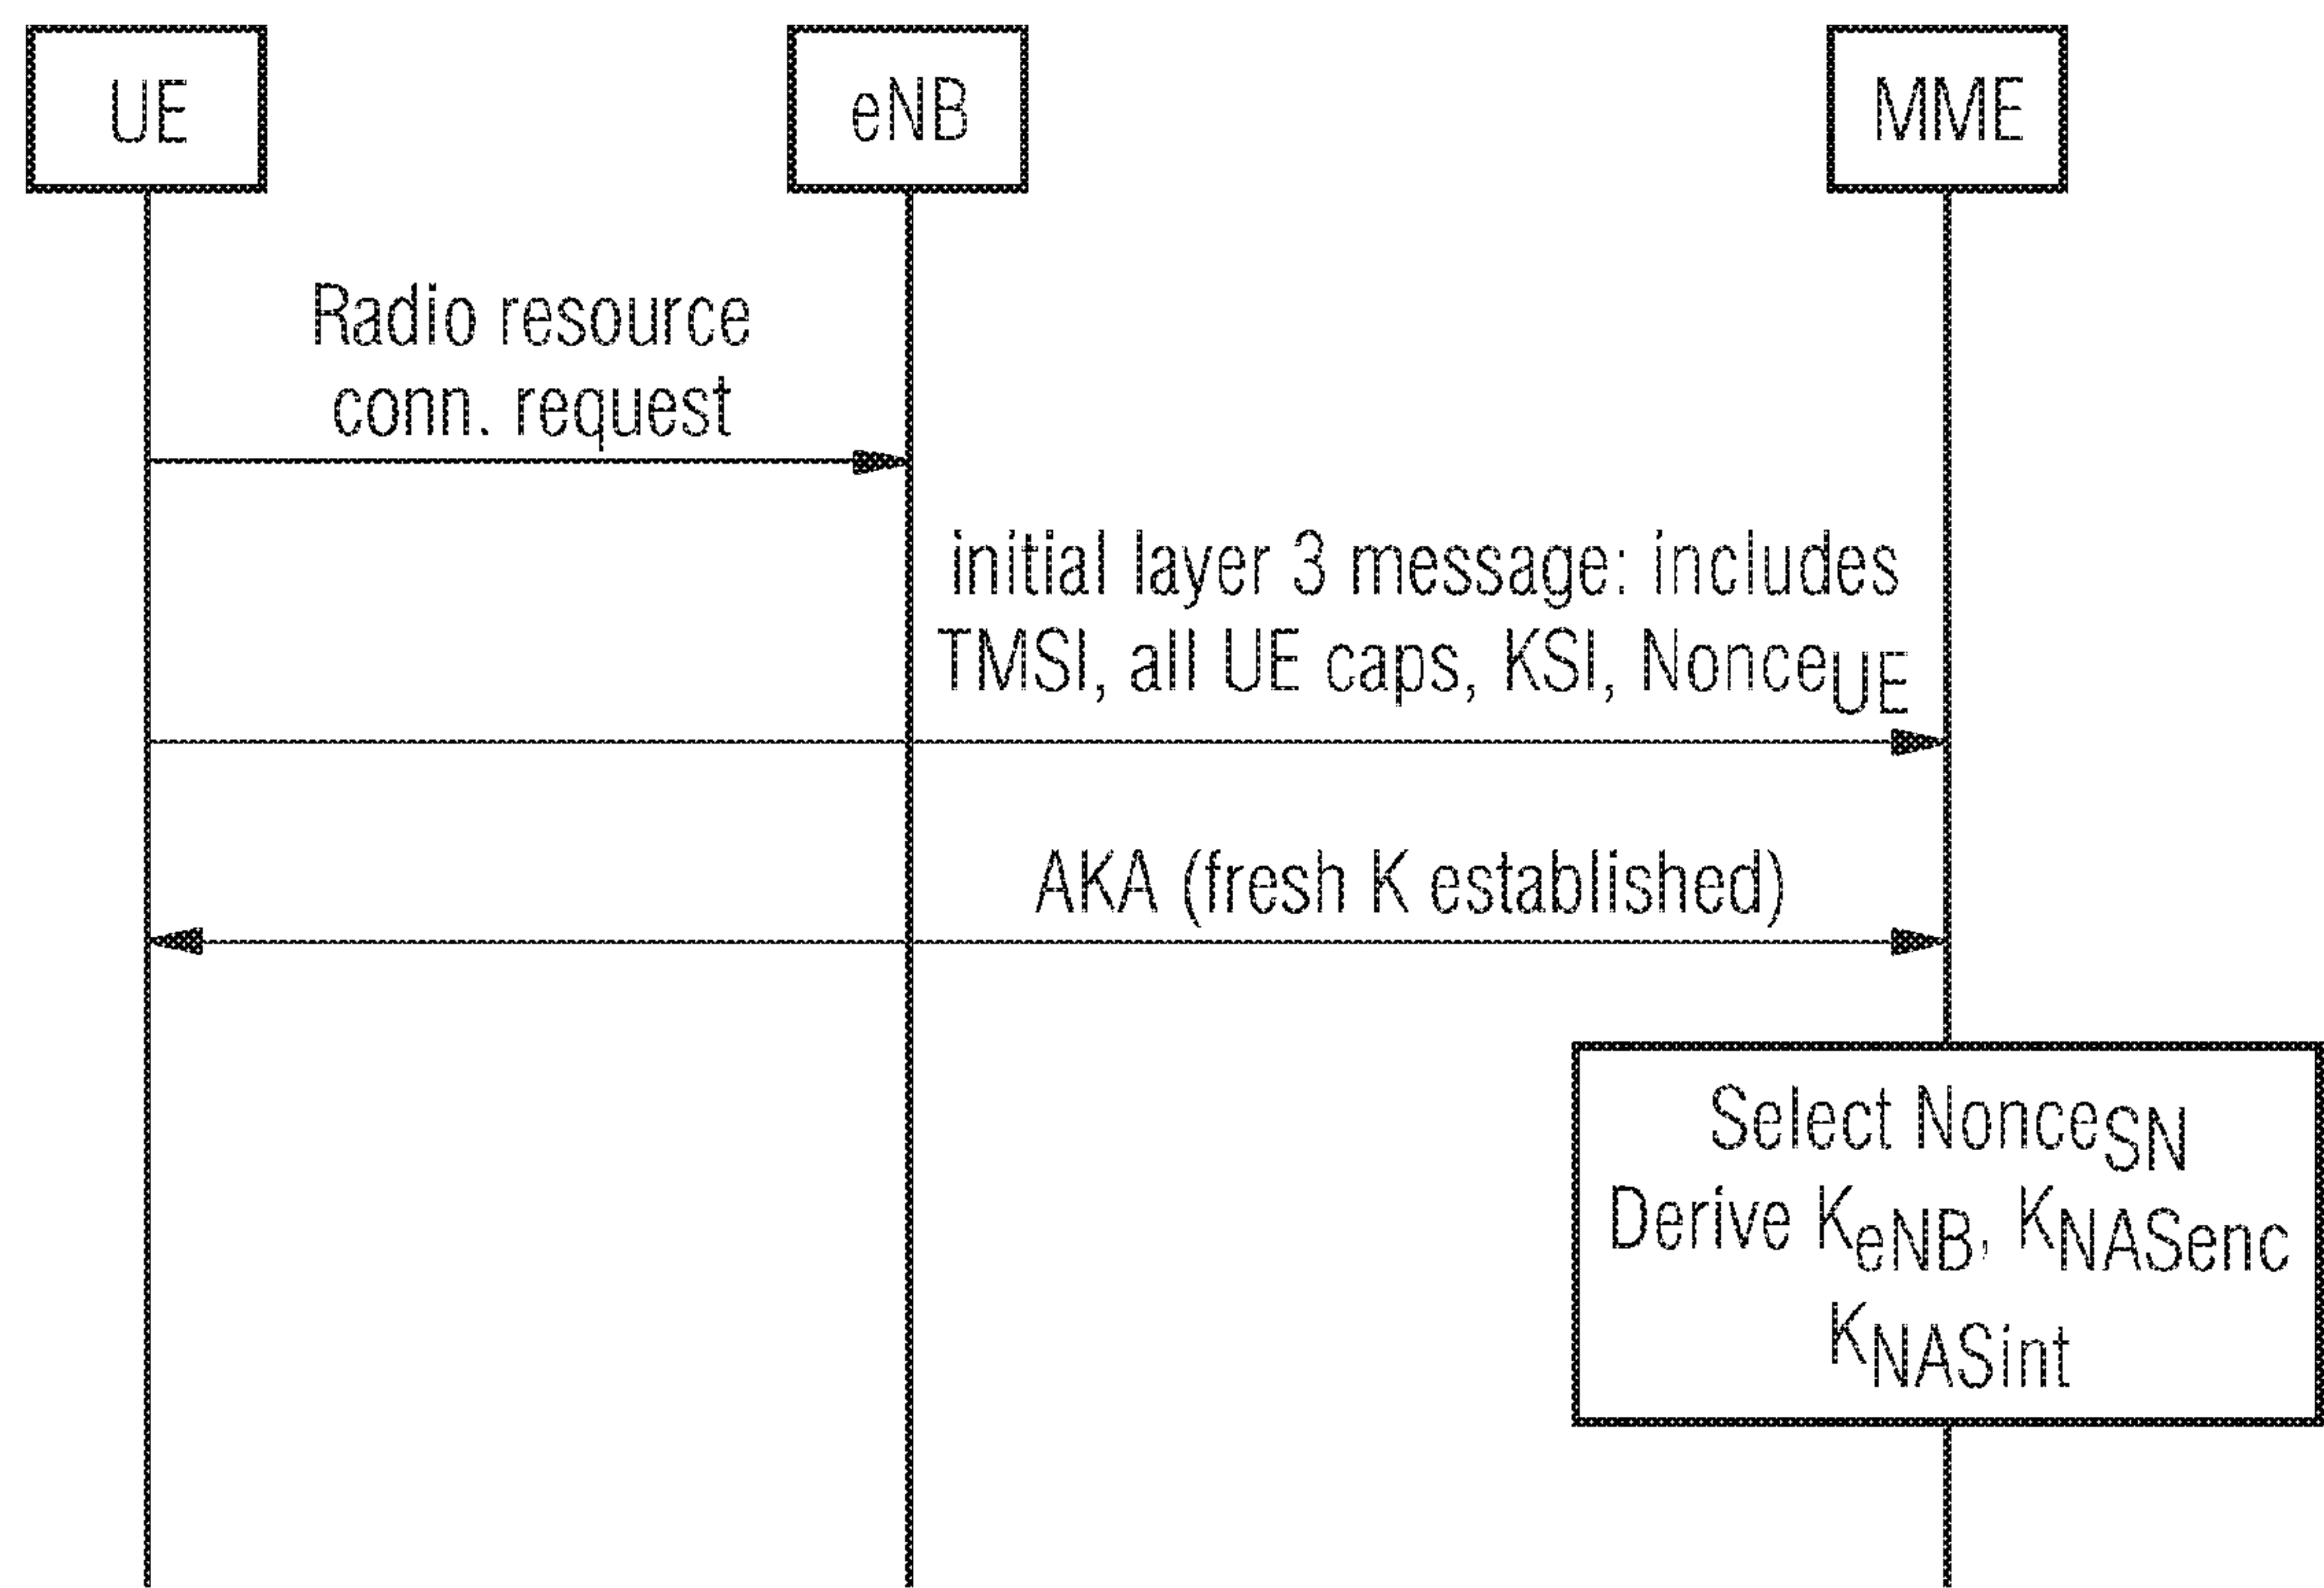 UE
eNB
MME
Radio resource
conn. request
initial layer 3 message: includes
TMSI, all UE caps, KSI, NonceUE
AKA (fresh K established)
Select NonceSN
Derive KeNB, KNASenc
KNASint